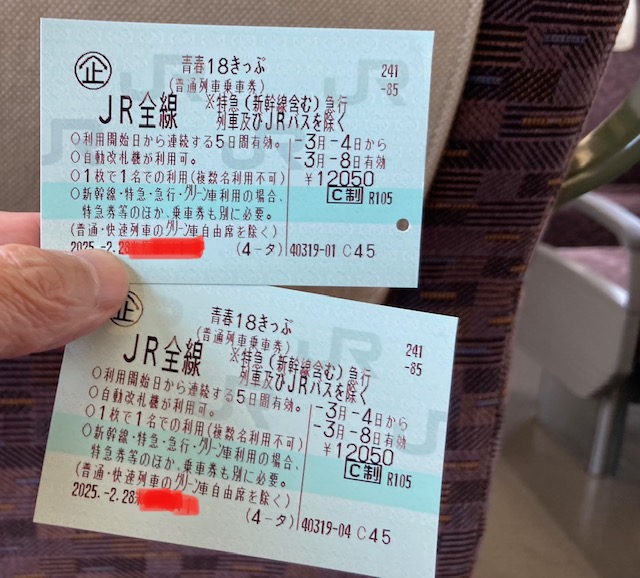 企 青春18きっぷ 241
(普通列車乗車券) -85
JR全線 ※特急(新幹線含む)急行
列車及びJRバスを除く
○利用開始日から連続する5日間有効。 -3月-4日から
○自動改札機が利用可。 -3月-8日有効
○1枚で1名での利用(複数名利用不可) ¥12050
○新幹線・特急・急行・グリーン車利用の場合、 C制 R105
特急券等のほか、乗車券も別に必要。
(普通・快速列車のグリーン車自由席を除く)
2025.-2.28 (4-タ) 40319-01 C45
企 青春18きっぷ 241
(普通列車乗車券) -85
JR全線 ※特急(新幹線含む)急行
列車及びJRバスを除く
○利用開始日から連続する5日間有効。 -3月-4日から
○自動改札機が利用可。 -3月-8日有効
○1枚で1名での利用(複数名利用不可) ¥12050
○新幹線・特急・急行・グリーン車利用の場合、 C制 R105
特急券等のほか、乗車券も別に必要。
(普通・快速列車のグリーン車自由席を除く)
2025.-2.28 (4-タ) 40319-04 C45